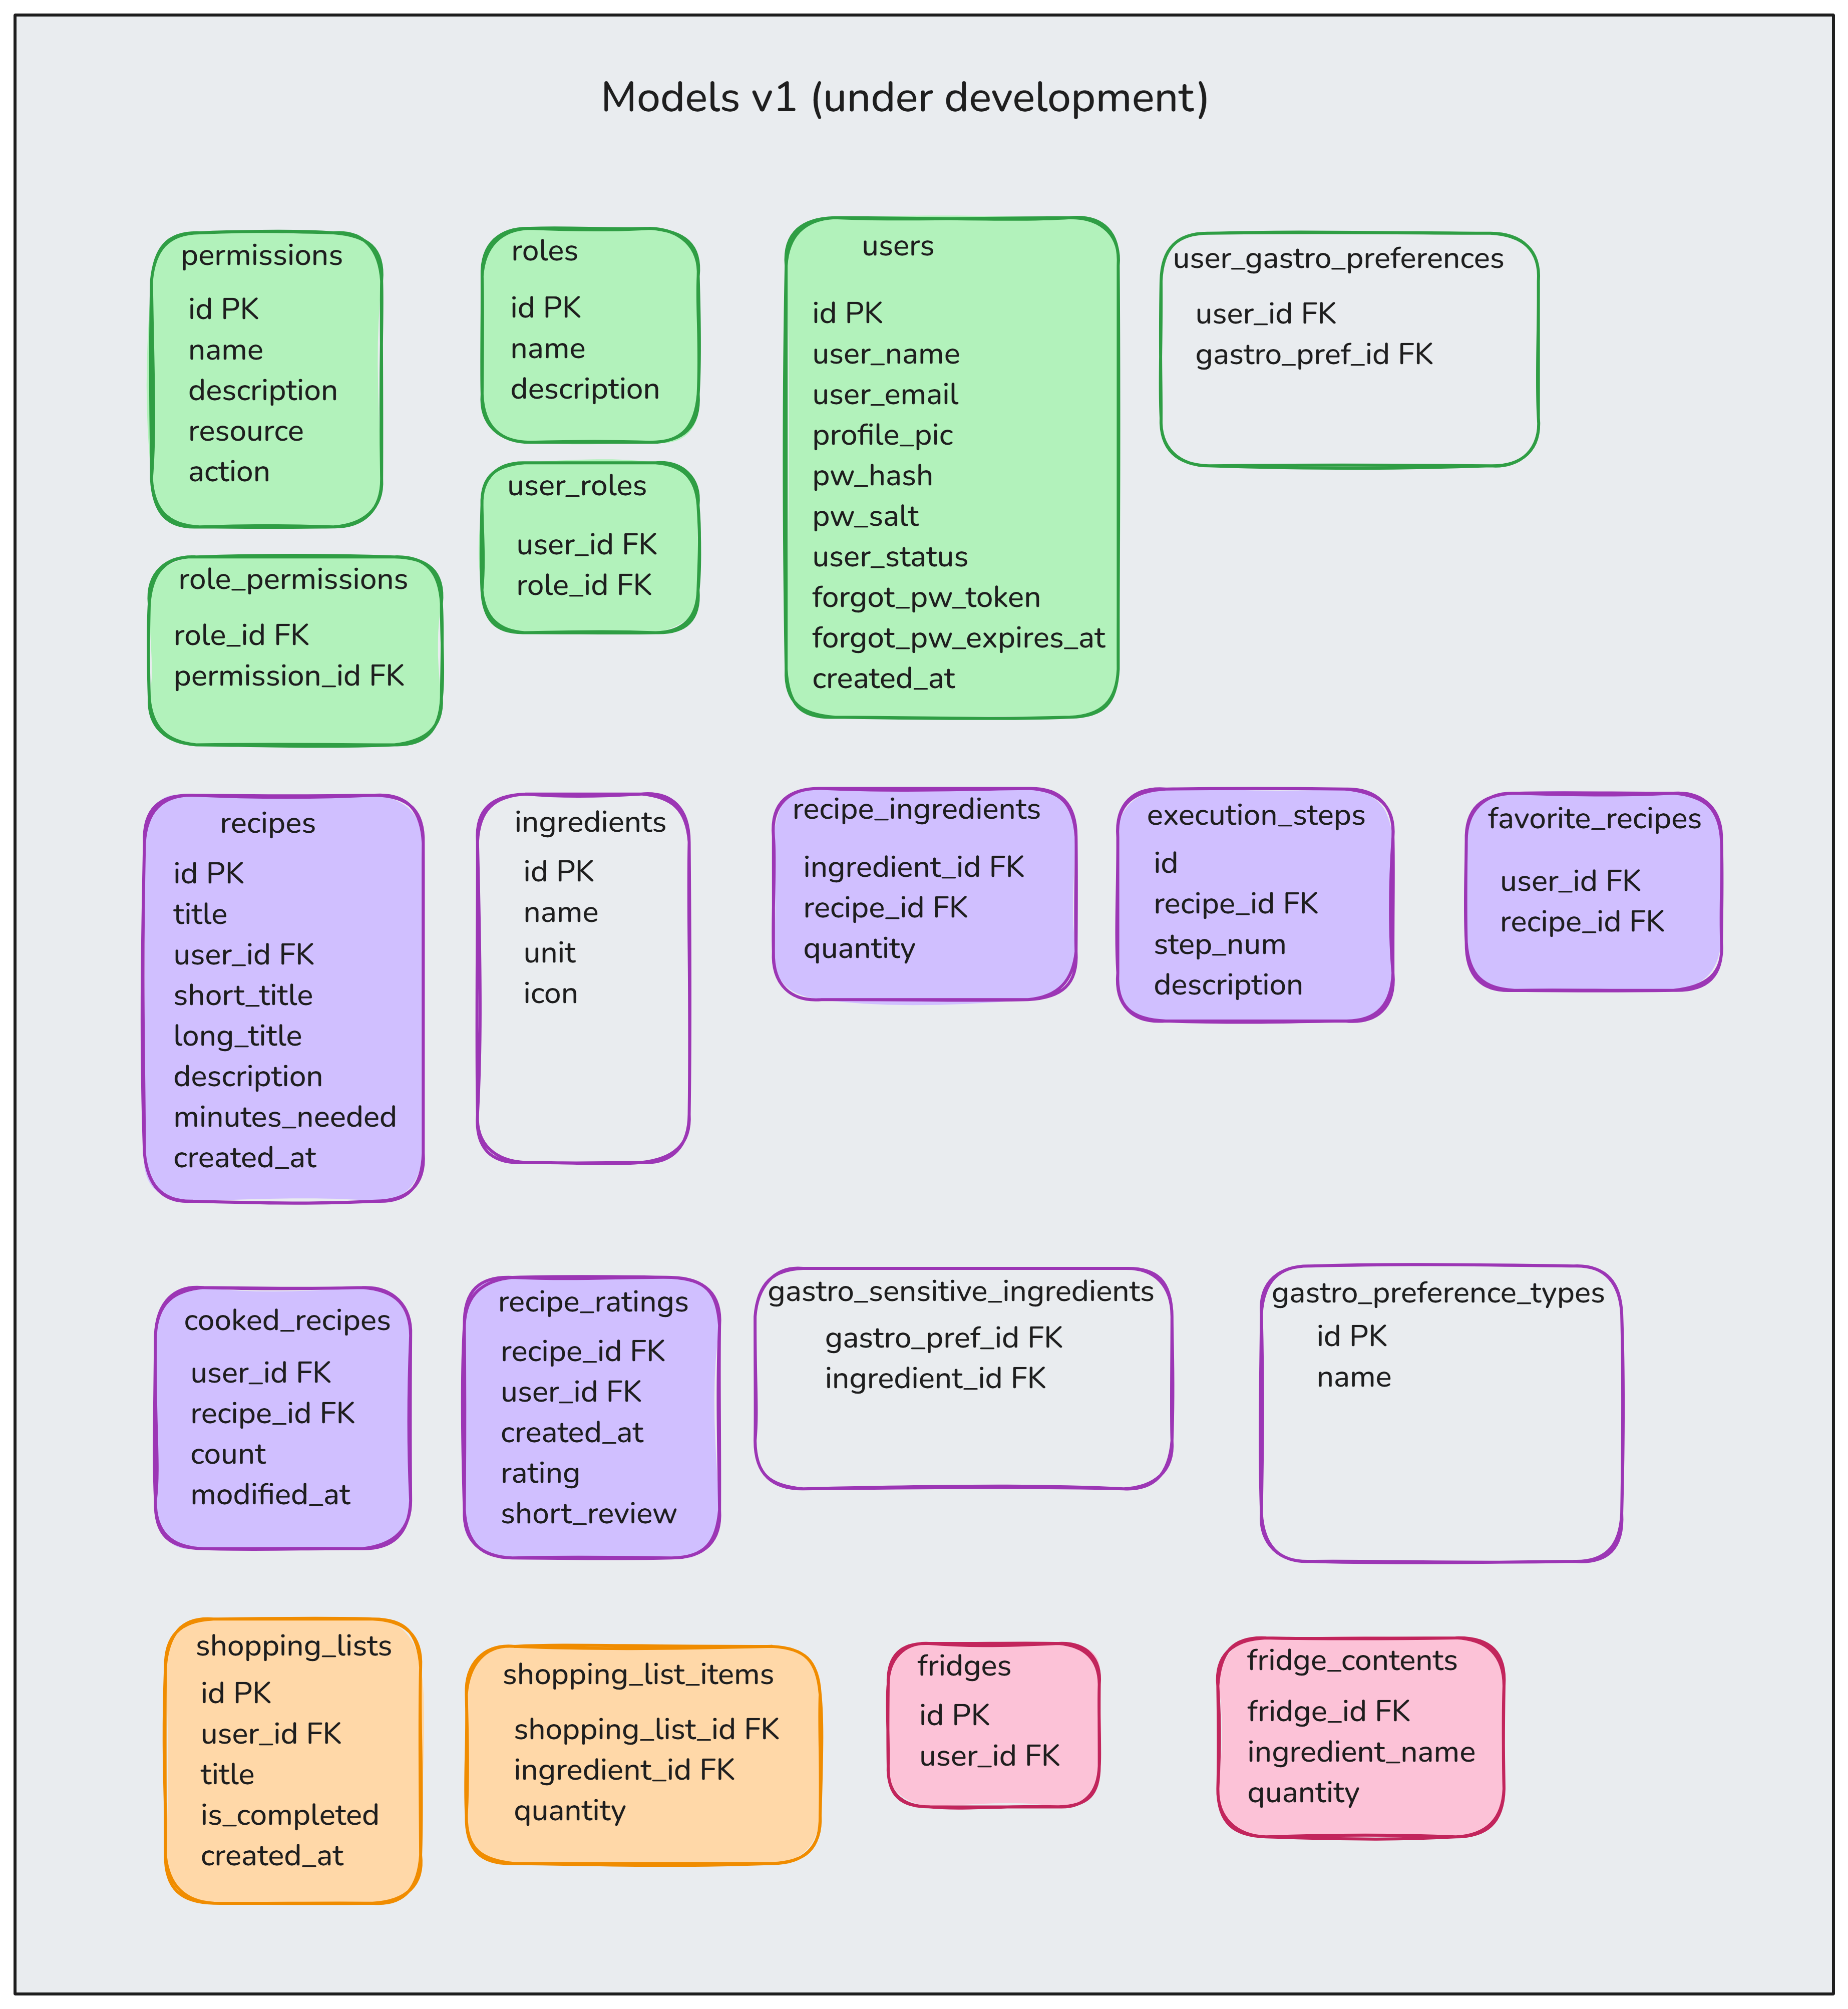 Models v1 (under development)
permissions
id PK
name
description
resource
action
roles
id PK
name
description
users
id PK
user_name
user_email
profile_pic
pw_hash
pw_salt
user_status
forgot_pw_token
forgot_pw_expires_at
created_at
user_gastro_preferences
user_id FK
gastro_pref_id FK
user_roles
user_id FK
role_id FK
role_permissions
role_id FK
permission_id FK
recipes
id PK
title
user_id FK
short_title
long_title
description
minutes_needed
created_at
ingredients
id PK
name
unit
icon
recipe_ingredients
ingredient_id FK
recipe_id FK
quantity
execution_steps
id
recipe_id FK
step_num
description
favorite_recipes
user_id FK
recipe_id FK
cooked_recipes
user_id FK
recipe_id FK
count
modified_at
recipe_ratings
recipe_id FK
user_id FK
created_at
rating
short_review
gastro_sensitive_ingredients
gastro_pref_id FK
ingredient_id FK
gastro_preference_types
id PK
name
shopping_lists
id PK
user_id FK
title
is_completed
created_at
shopping_list_items
shopping_list_id FK
ingredient_id FK
quantity
fridges
id PK
user_id FK
fridge_contents
fridge_id FK
ingredient_name
quantity